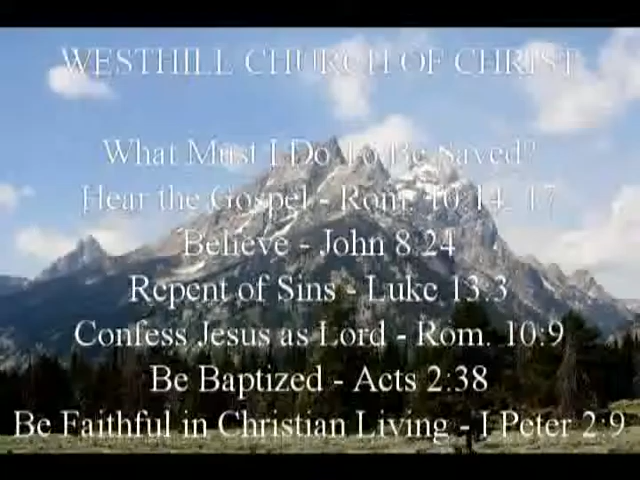 WESTHILL CHURCH OF CHRIST
What Must I Do To Be Saved?
Hear the Gospel - Rom. 10:14, 17
Believe - John 8.24
Repent of Sins - Luke 13.3
Confess Jesus as Lord - Rom. 10:9
Be Baptized - Acts 2:38
Be Faithful in Christian Living - I Peter 2:9